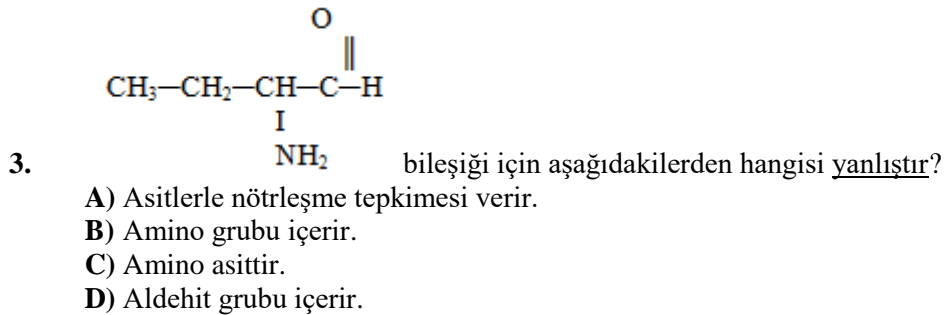 O
||
CH₃—CH₂—CH—C—H
I
3. NH₂ bileşiği için aşağıdakilerden hangisi yanlıştır?
A) Asitlerle nötrleşme tepkimesi verir.
B) Amino grubu içerir.
C) Amino asittir.
D) Aldehit grubu içerir.